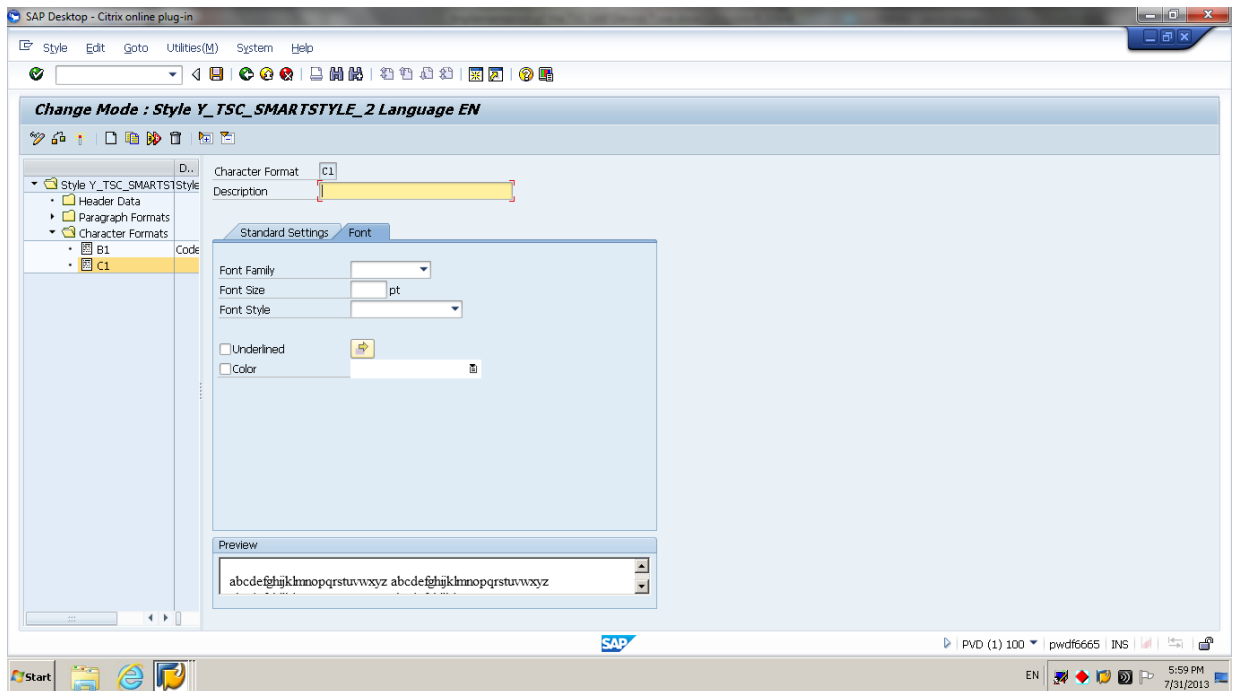 SAP Desktop - Citrix online plug-in
Style Edit Goto Utilities(M) System Help
Change Mode : Style Y_TSC_SMARTSTYLE_2 Language EN
D..
Style Y_TSC_SMARTST Style
Header Data
Paragraph Formats
Character Formats
B1 Code
C1
Character Format C1
Description
Standard Settings Font
Font Family
Font Size pt
Font Style
Underlined
Color
Preview
abcdefghijklmnopqrstuvwxyz abcdefghijklmnopqrstuvwxyz
SAP
PVD (1) 100 pwdf6665 INS
Start
EN 5:59 PM
7/31/2013